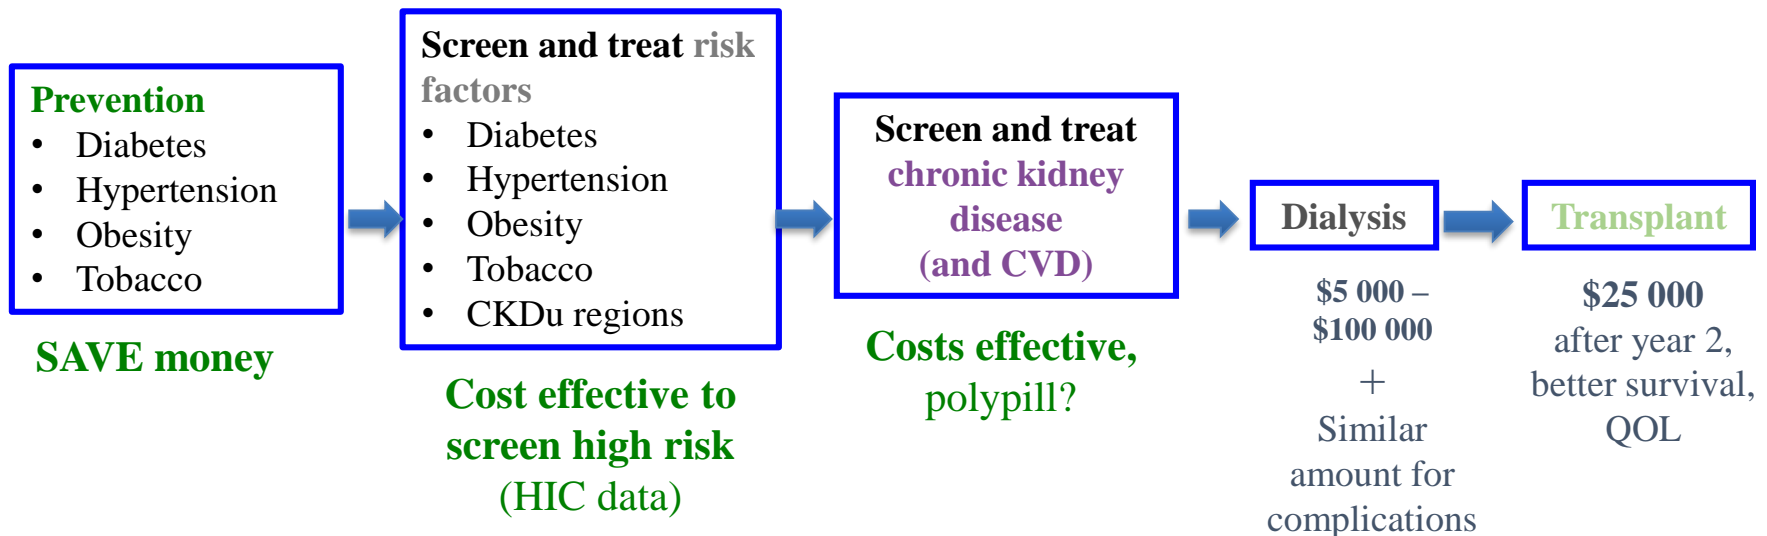 Prevention
• Diabetes
• Hypertension
• Obesity
• Tobacco
SAVE money
Screen and treat risk
factors
• Diabetes
• Hypertension
• Obesity
• Tobacco
• CKDu regions
Cost effective to
screen high risk
(HIC data)
Screen and treat
chronic kidney
disease
(and CVD)
Costs effective,
polypill?
Dialysis
$5 000 –
$100 000
+
Similar
amount for
complications
Transplant
$25 000
after year 2,
better survival,
QOL